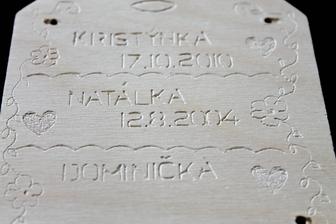 KRISTÝNKA
17.10.2010
NATÁLKA
12.8.2004
DOMINIČKA